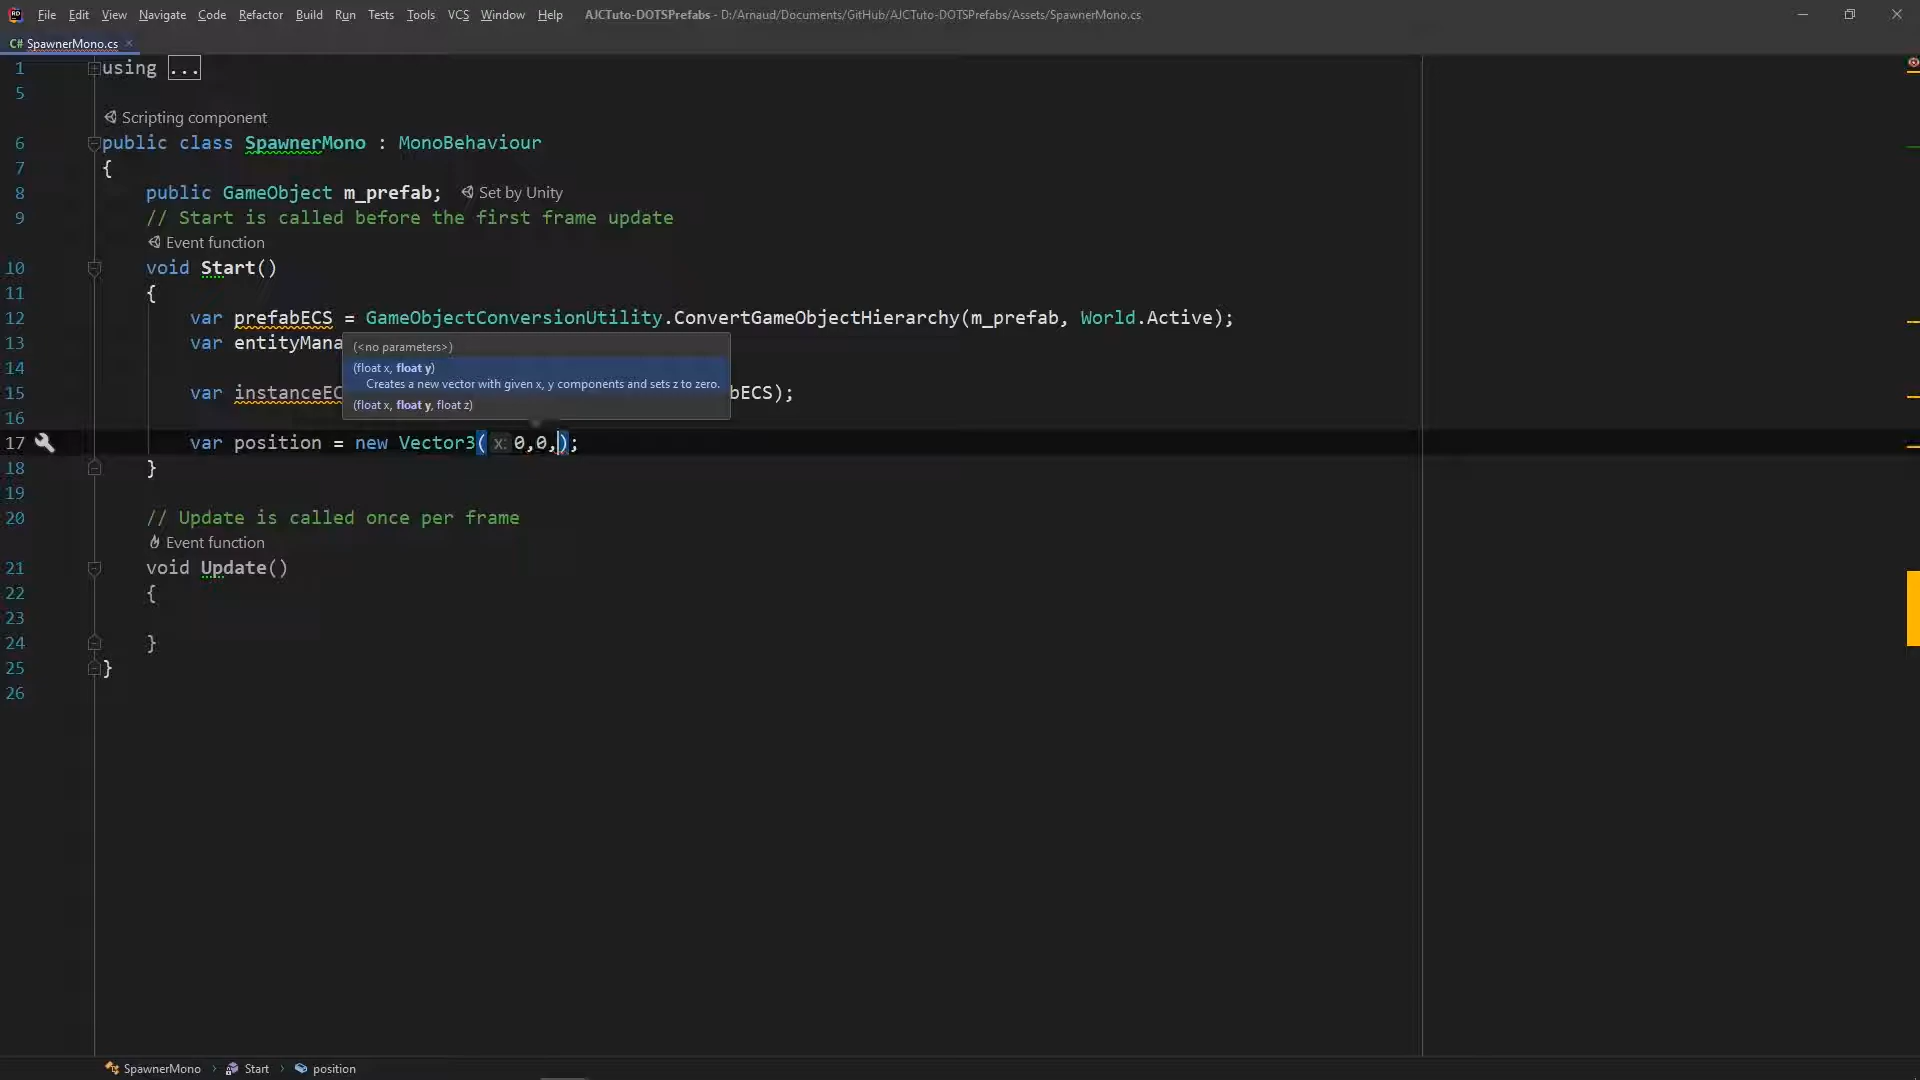 File Edit View Navigate Code Refactor Build Run Tests Tools VCS Window Help AJCTuto-DOTSPrefabs - D:/Arnaud/Documents/GitHub/AJCTuto-DOTSPrefabs/Assets/SpawnerMono.cs
C# SpawnerMono.cs
1 using ...
5
Scripting component
6 public class SpawnerMono : MonoBehaviour
7 {
8 public GameObject m_prefab; Set by Unity
9 // Start is called before the first frame update
Event function
10 void Start()
11 {
12 var prefabECS = GameObjectConversionUtility.ConvertGameObjectHierarchy(m_prefab, World.Active);
13 var entityMana
(<no parameters>)
14
(float x, float y)
Creates a new vector with given x, y components and sets z to zero.
15 var instanceEC bECS);
(float x, float y, float z)
16
17 var position = new Vector3( x: 0,0,);
18 }
19
20 // Update is called once per frame
Event function
21 void Update()
22 {
23
24 }
25 }
26
SpawnerMono › Start › position